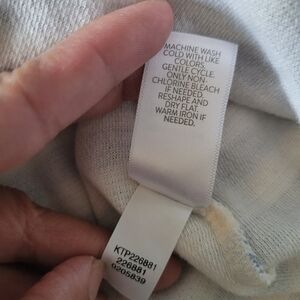 MACHINE WASH
COLD WITH LIKE
COLORS,
GENTLE CYCLE.
ONLY NON-
CHLORINE BLEACH
IF NEEDED.
RESHAPE AND
DRY FLAT.
WARM IRON IF
NEEDED.
KTP226881
226881
0205839